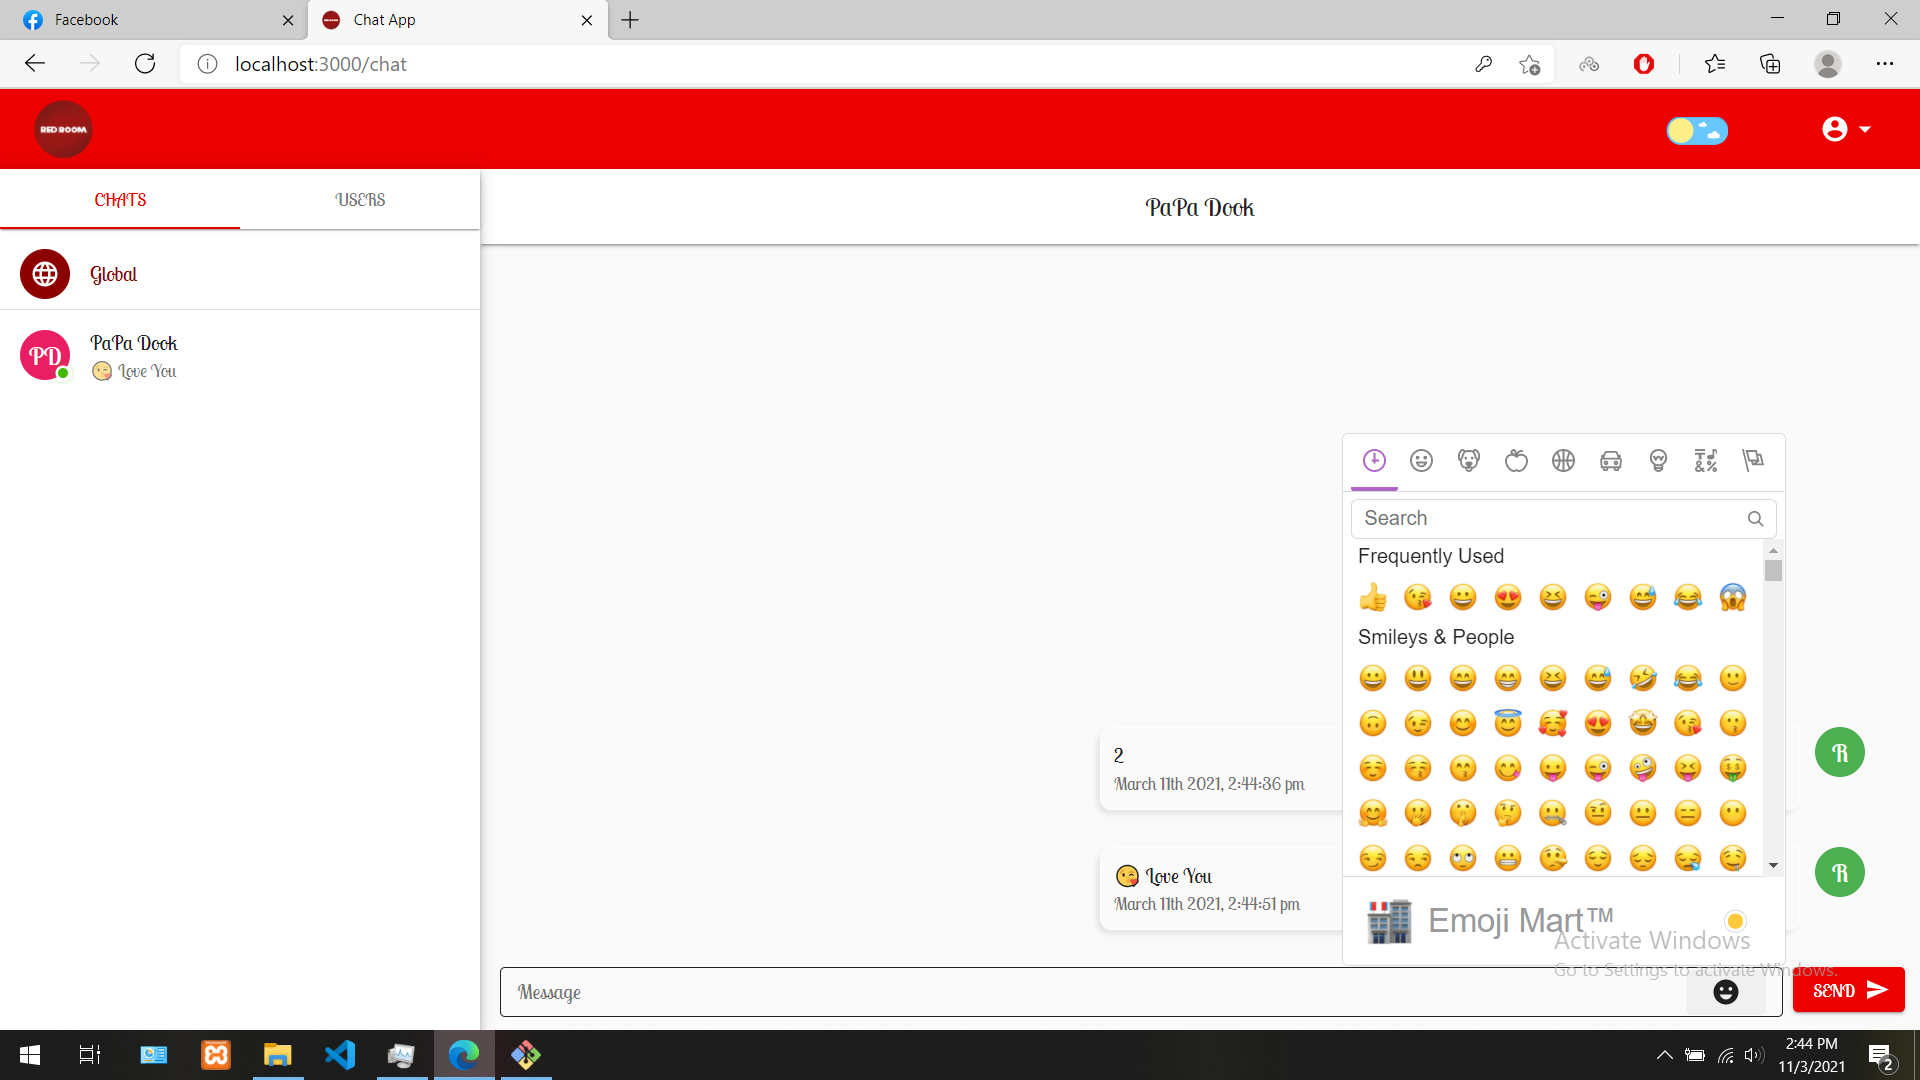 Facebook
Chat App
localhost:3000/chat
RED ROOM
CHATS
USERS
PaPa Dook
Global
PD
PaPa Dook
😘 Love You
Search
Frequently Used
Smileys & People
2
March 11th 2021, 2:44:36 pm
R
😘 Love You
March 11th 2021, 2:44:51 pm
R
Emoji Mart™
Activate Windows
Go to Settings to activate Windows.
Message
SEND
2:44 PM
11/3/2021
2